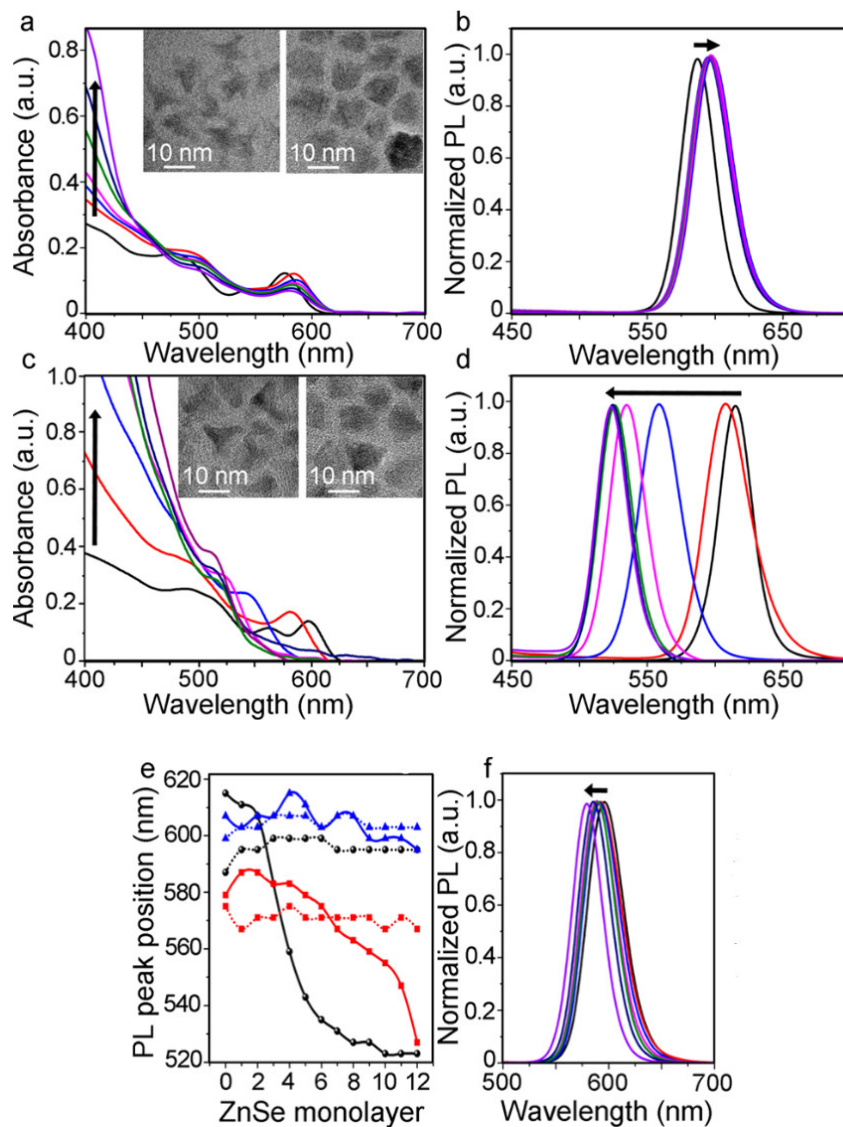 a
Absorbance (a.u.)
0.8
0.6
0.4
0.2
0
10 nm
10 nm
400
500
600
700
Wavelength (nm)
b
Normalized PL (a.u.)
1.0
0.8
0.6
0.4
0.2
0
450
550
650
Wavelength (nm)
c
Absorbance (a.u.)
1.0
0.8
0.6
0.4
0.2
0
10 nm
10 nm
400
500
600
700
Wavelength (nm)
d
Normalized PL (a.u.)
1.0
0.8
0.6
0.4
0.2
0
450
550
650
Wavelength (nm)
e
PL peak position (nm)
620
600
580
560
540
520
0 2 4 6 8 10 12
ZnSe monolayer
f
Normalized PL (a.u.)
1.0
0.8
0.6
0.4
0.2
0
500
600
700
Wavelength (nm)